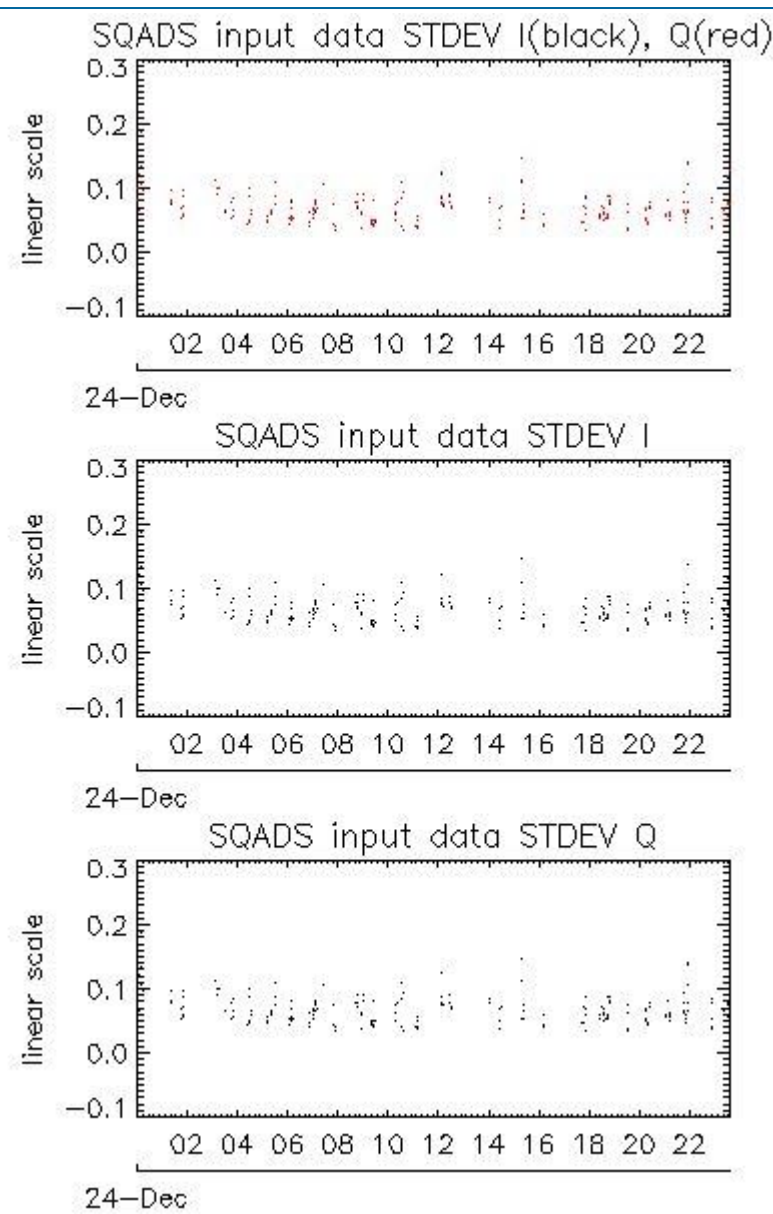 SQADS input data STDEV I(black), Q(red)
0.3
0.2
0.1
0.0
−0.1
linear scale
02 04 06 08 10 12 14 16 18 20 22
24−Dec
SQADS input data STDEV I
0.3
0.2
0.1
0.0
−0.1
linear scale
02 04 06 08 10 12 14 16 18 20 22
24−Dec
SQADS input data STDEV Q
0.3
0.2
0.1
0.0
−0.1
linear scale
02 04 06 08 10 12 14 16 18 20 22
24−Dec